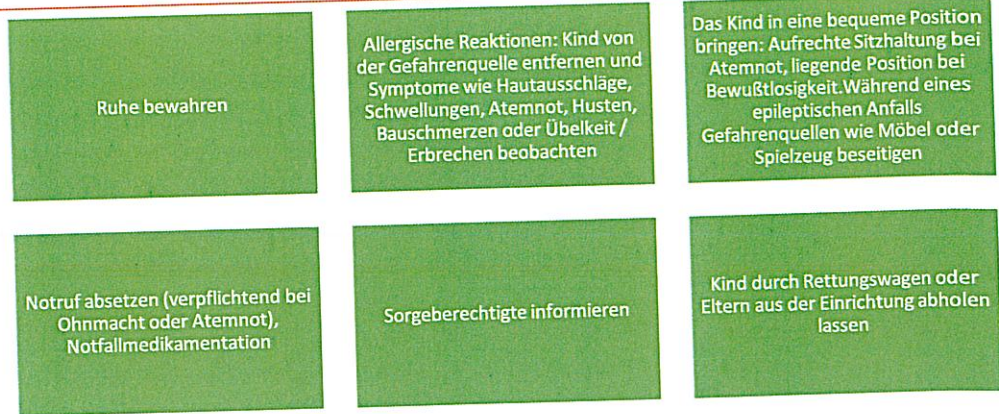 Ruhe bewahren
Allergische Reaktionen: Kind von
der Gefahrenquelle entfernen und
Symptome wie Hautausschläge,
Schwellungen, Atemnot, Husten,
Bauschmerzen oder Übelkeit /
Erbrechen beobachten
Das Kind in eine bequeme Position
bringen: Aufrechte Sitzhaltung bei
Atemnot, liegende Position bei
Bewußtlosigkeit.Während eines
epileptischen Anfalls
Gefahrenquellen wie Möbel oder
Spielzeug beseitigen
Notruf absetzen (verpflichtend bei
Ohnmacht oder Atemnot),
Notfallmedikamentation
Sorgeberechtigte informieren
Kind durch Rettungswagen oder
Eltern aus der Einrichtung abholen
lassen